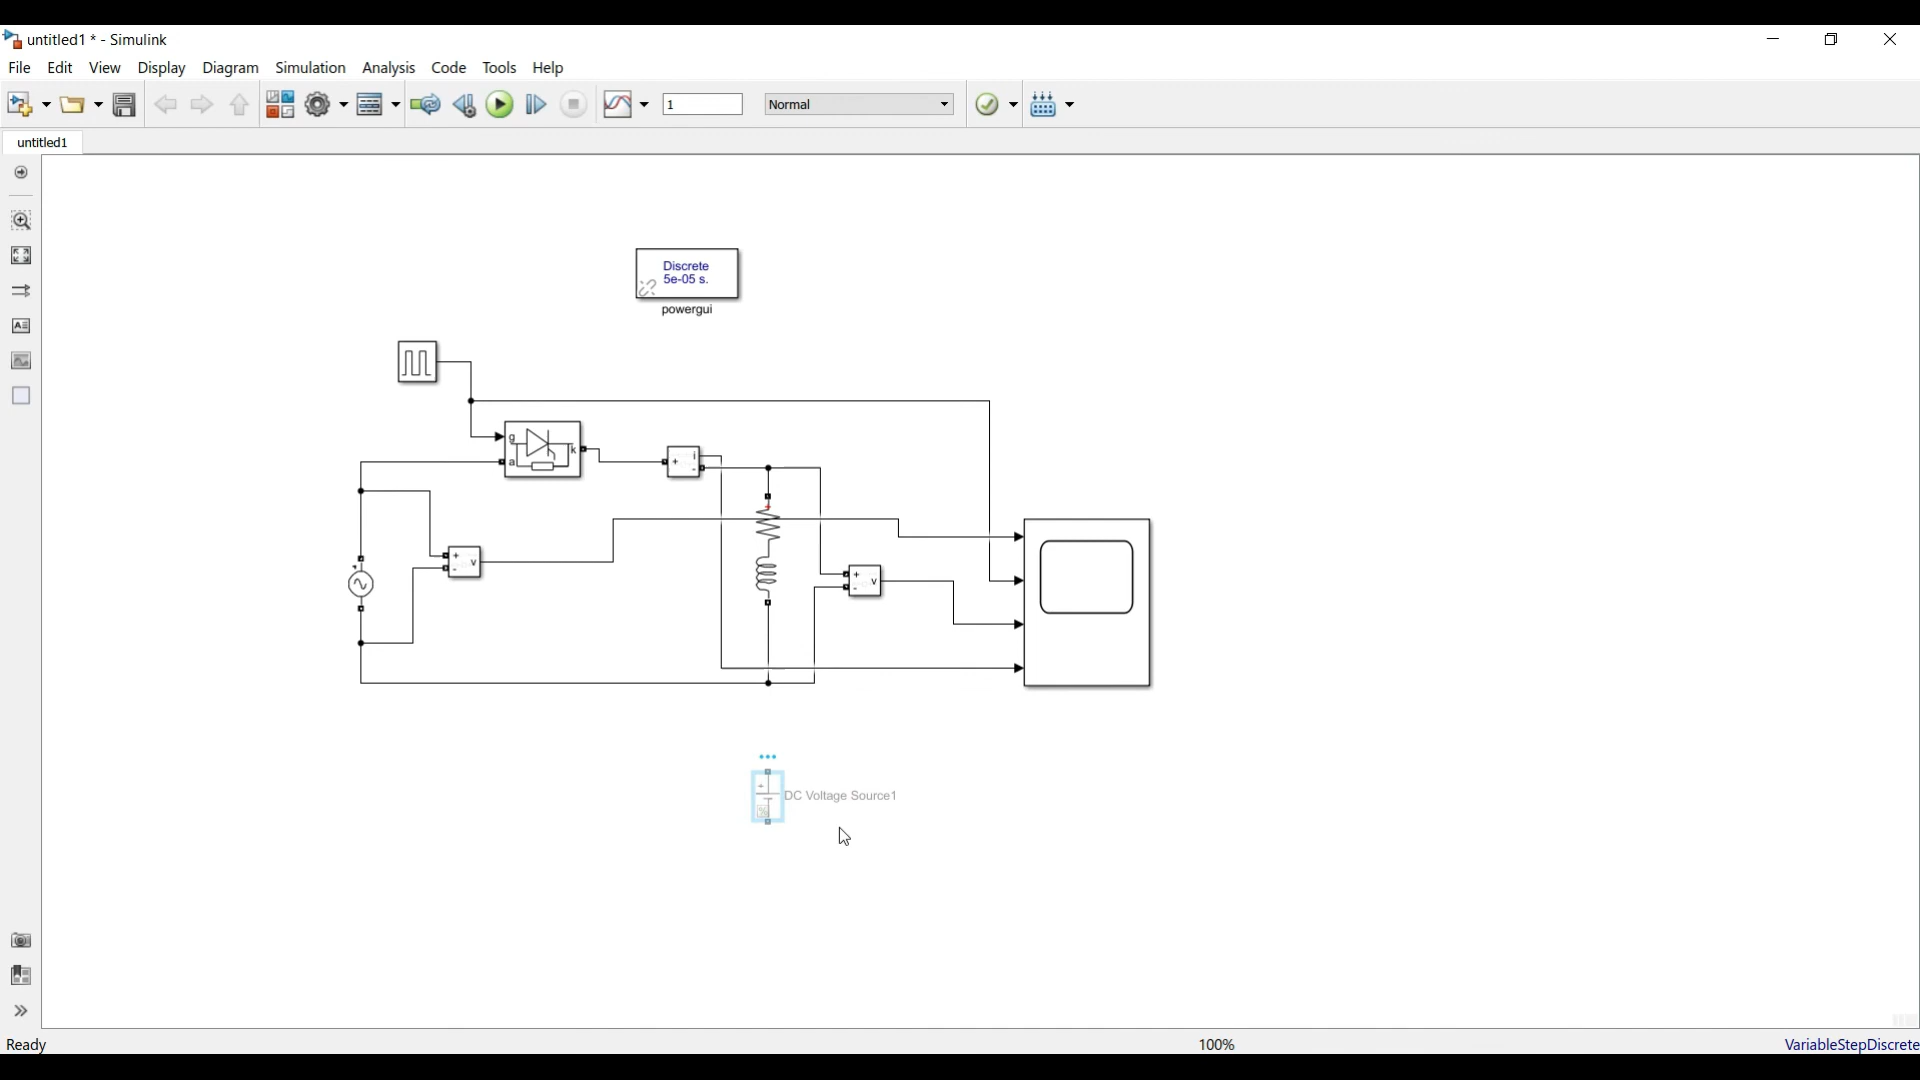 untitled1 * - Simulink
File Edit View Display Diagram Simulation Analysis Code Tools Help
1 Normal
untitled1
Discrete
5e-05 s.
powergui
g
a
k
+ i
-
+ v
-
+ v
-
DC Voltage Source1
Ready 100% VariableStepDiscrete